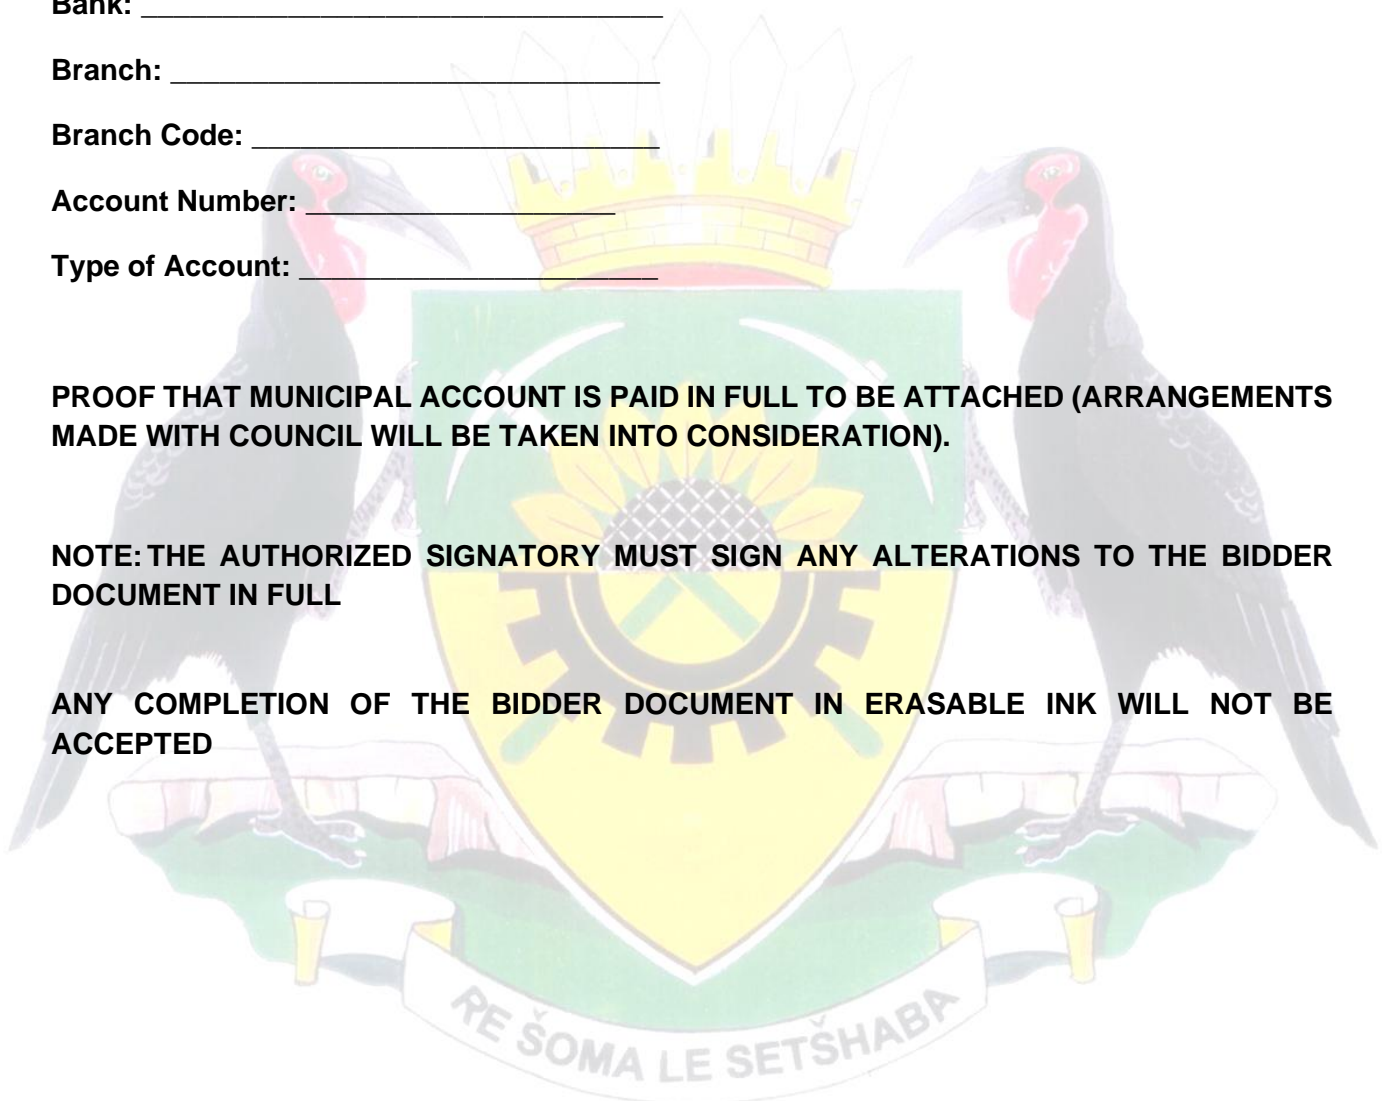 Bank: ________________________________
Branch: ______________________________
Branch Code: _________________________
Account Number: ___________________
Type of Account: ______________________
PROOF THAT MUNICIPAL ACCOUNT IS PAID IN FULL TO BE ATTACHED (ARRANGEMENTS
MADE WITH COUNCIL WILL BE TAKEN INTO CONSIDERATION).
NOTE: THE AUTHORIZED SIGNATORY MUST SIGN ANY ALTERATIONS TO THE BIDDER
DOCUMENT IN FULL
ANY COMPLETION OF THE BIDDER DOCUMENT IN ERASABLE INK WILL NOT BE
ACCEPTED
RE ŠOMA LE SETŠHABA